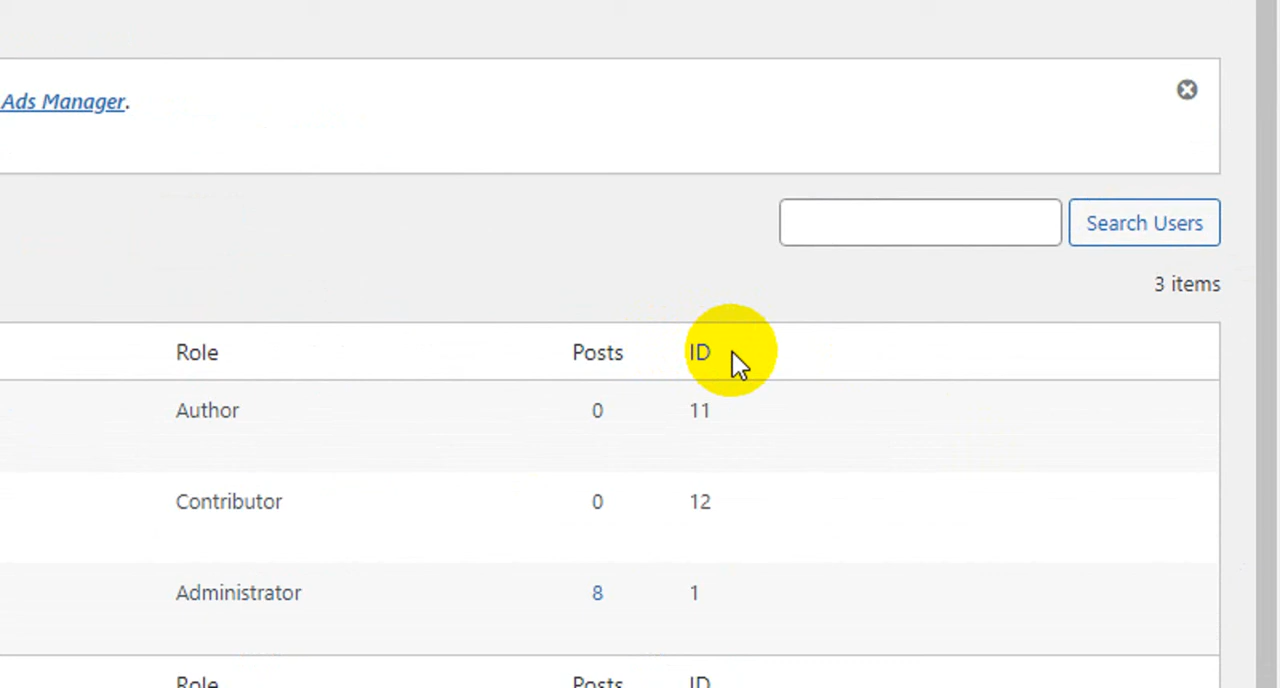 Ads Manager.
Search Users
3 items
Role Posts ID
Author 0 11
Contributor 0 12
Administrator 8 1
Role Posts ID